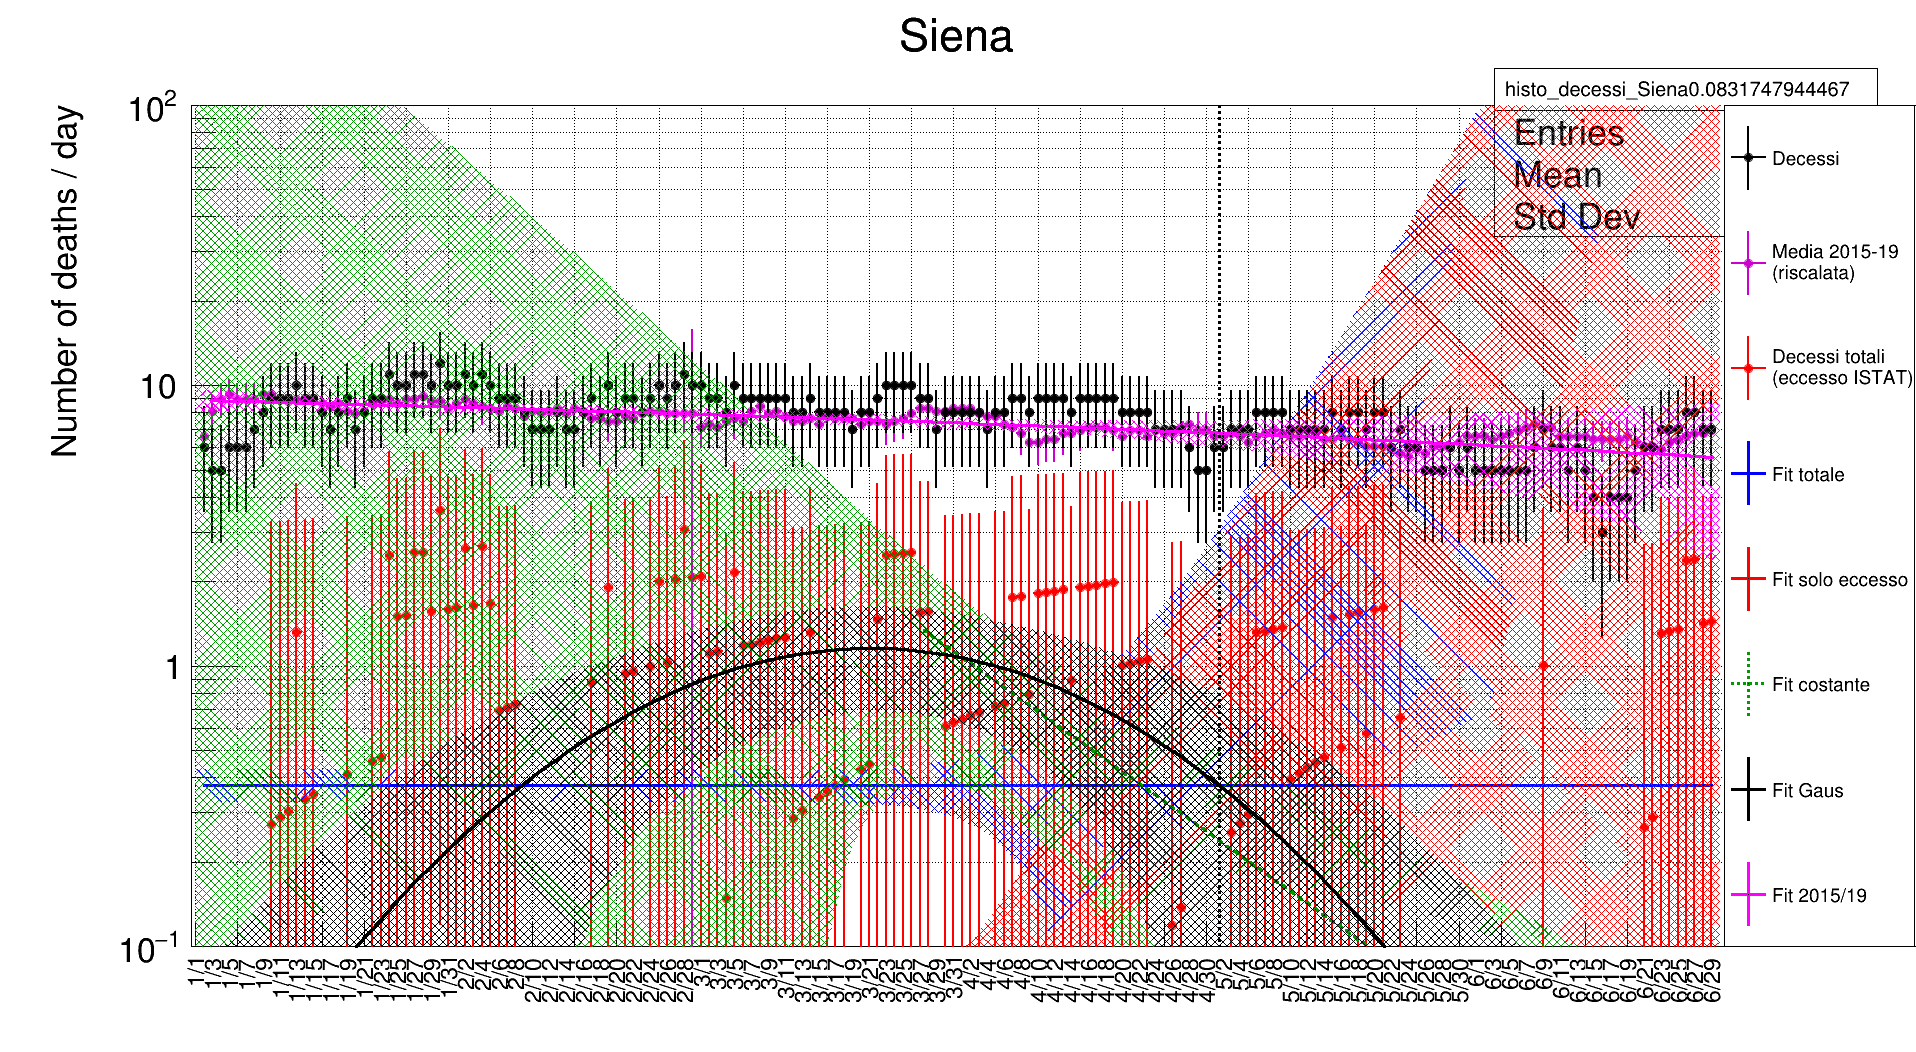 Siena
histo_decessi_Siena0.0831747944467
Entries
Mean
Std Dev
Number of deaths / day
10²
10
1
10⁻¹
Decessi
Media 2015-19
(riscalata)
Decessi totali
(eccesso ISTAT)
Fit totale
Fit solo eccesso
Fit costante
Fit Gaus
Fit 2015/19
1/1 1/3 1/5 1/7 1/9 1/11 1/13 1/15 1/17 1/19 1/21 1/23 1/25 1/27 1/29 1/31 2/2 2/4 2/6 2/8 2/10 2/12 2/14 2/16 2/18 2/20 2/22 2/24 2/26 2/28 3/1 3/3 3/5 3/7 3/9 3/11 3/13 3/15 3/17 3/19 3/21 3/23 3/25 3/27 3/29 3/31 4/2 4/4 4/6 4/8 4/10 4/12 4/14 4/16 4/18 4/20 4/22 4/24 4/26 4/28 4/30 5/2 5/4 5/6 5/8 5/10 5/12 5/14 5/16 5/18 5/20 5/22 5/24 5/26 5/28 5/30 6/1 6/3 6/5 6/7 6/9 6/11 6/13 6/15 6/17 6/19 6/21 6/23 6/25 6/27 6/29